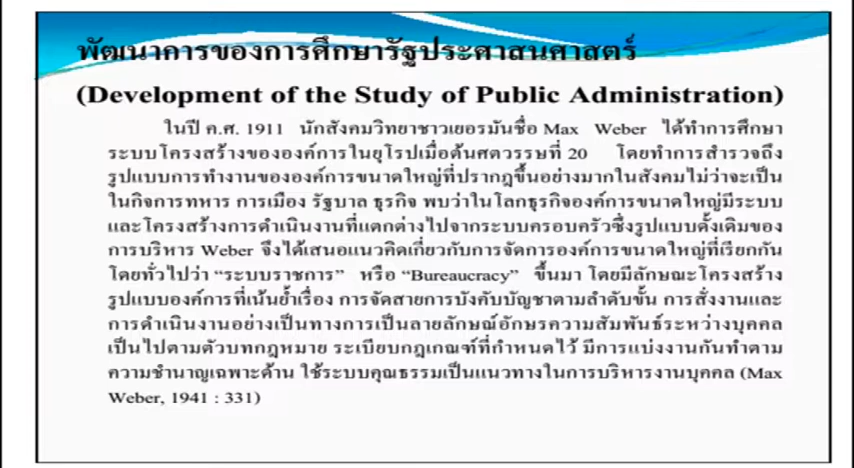 พัฒนาการของการศึกษารัฐประศาสนศาสตร์
(Development of the Study of Public Administration)
ในปี ค.ศ. 1911 นักสังคมวิทยาชาวเยอรมันชื่อ Max Weber ได้ทำการศึกษา
ระบบโครงสร้างขององค์การในยุโรปเมื่อต้นศตวรรษที่ 20 โดยทำการสำรวจถึง
รูปแบบการทำงานขององค์การขนาดใหญ่ที่ปรากฎขึ้นอย่างมากในสังคมไม่ว่าจะเป็น
ในกิจการทหาร การเมือง รัฐบาล ธุรกิจ พบว่าในโลกธุรกิจองค์การขนาดใหญ่มีระบบ
และโครงสร้างการดำเนินงานที่แตกต่างไปจากระบบครอบครัวซึ่งรูปแบบดั้งเดิมของ
การบริหาร Weber จึงได้เสนอแนวคิดเกี่ยวกับการจัดการองค์การขนาดใหญ่ที่เรียกกัน
โดยทั่วไปว่า “ระบบราชการ” หรือ “Bureaucracy” ขึ้นมา โดยมีลักษณะโครงสร้าง
รูปแบบองค์การที่เน้นย้ำเรื่อง การจัดสายการบังคับบัญชาตามลำดับขั้น การสั่งงานและ
การดำเนินงานอย่างเป็นทางการเป็นลายลักษณ์อักษรความสัมพันธ์ระหว่างบุคคล
เป็นไปตามตัวบทกฎหมาย ระเบียบกฎเกณฑ์ที่กำหนดไว้ มีการแบ่งงานกันทำตาม
ความชำนาญเฉพาะด้าน ใช้ระบบคุณธรรมเป็นแนวทางในการบริหารงานบุคคล (Max
Weber, 1941 : 331)